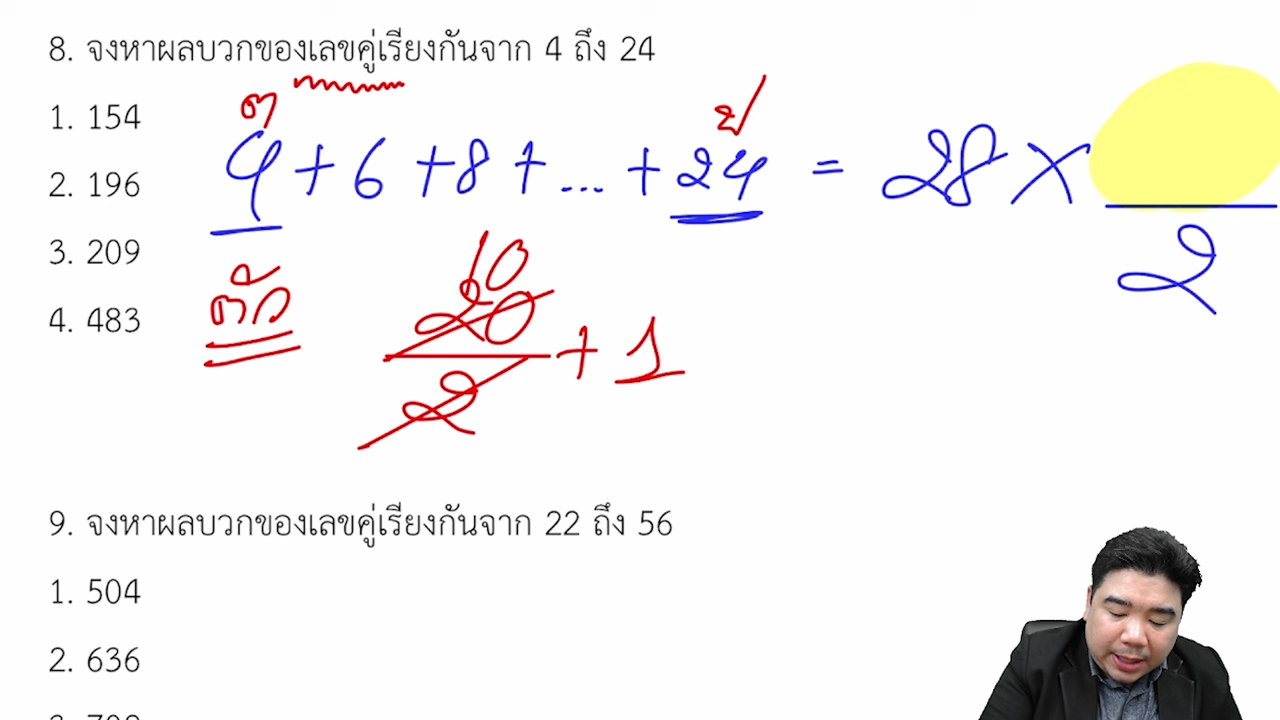 8. จงหาผลบวกของเลขคู่เรียงกันจาก 4 ถึง 24
1. 154
2. 196
3. 209
4. 483
ต
ป
4 + 6 + 8 + ... + 24 = 28 ×
2
ตัว
10
20
2
+ 1
9. จงหาผลบวกของเลขคู่เรียงกันจาก 22 ถึง 56
1. 504
2. 636